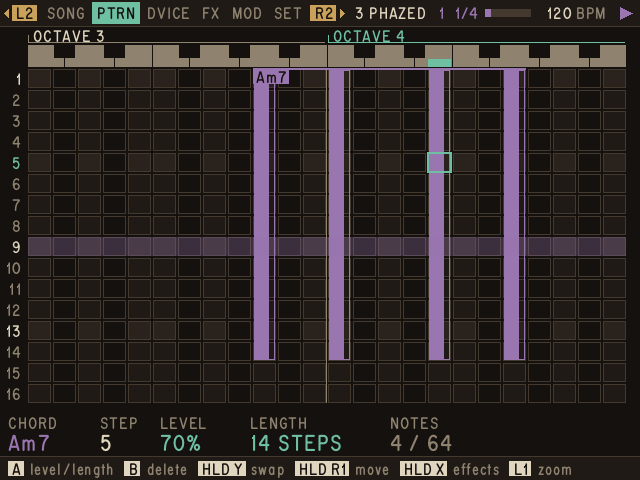 L2 SONG PTRN DVICE FX MOD SET R2 3 PHAZED 1 1/4 120 BPM
OCTAVE 3 OCTAVE 4
1 Am7
2
3
4
5
6
7
8
9
10
11
12
13
14
15
16
CHORD STEP LEVEL LENGTH NOTES
Am7 5 70% 14 STEPS 4 / 64
A level/length B delete HLD Y swap HLD R1 move HLD X effects L1 zoom